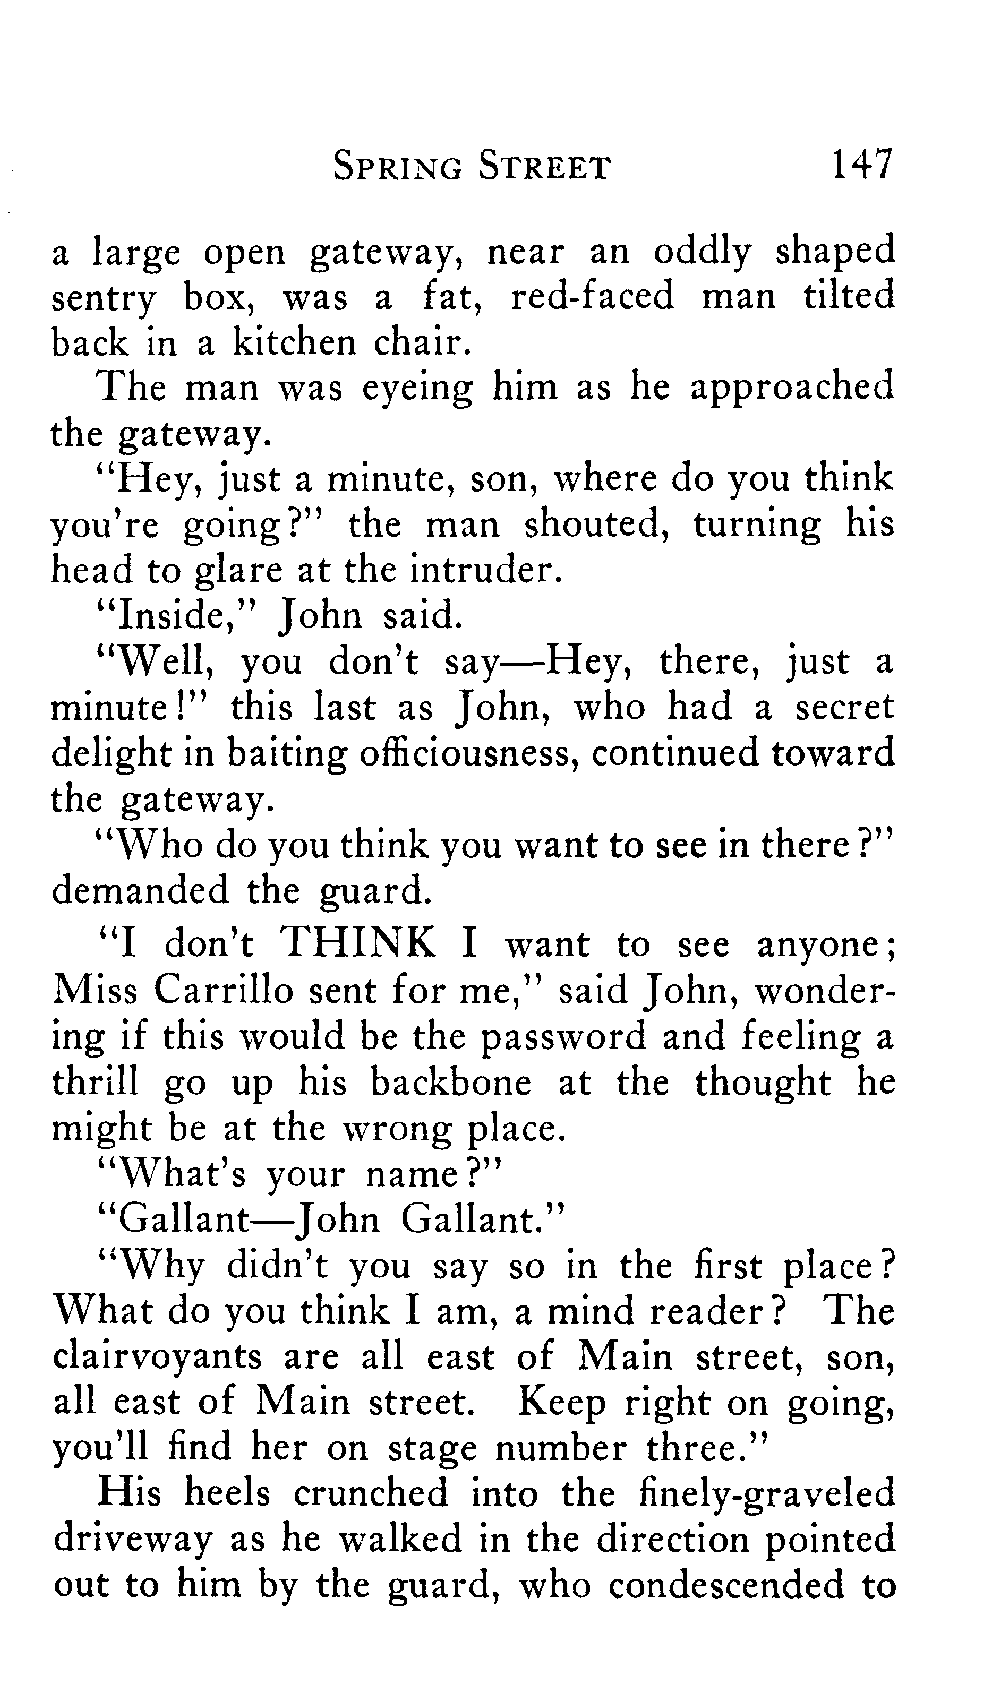 SPRING STREET 147
a large open gateway, near an oddly shaped
sentry box, was a fat, red-faced man tilted
back in a kitchen chair.
The man was eyeing him as he approached
the gateway.
“Hey, just a minute, son, where do you think
you're going?” the man shouted, turning his
head to glare at the intruder.
“Inside,” John said.
“Well, you don't say—Hey, there, just a
minute!” this last as John, who had a secret
delight in baiting officiousness, continued toward
the gateway.
“Who do you think you want to see in there?”
demanded the guard.
“I don't THINK I want to see anyone;
Miss Carrillo sent for me,” said John, wonder-
ing if this would be the password and feeling a
thrill go up his backbone at the thought he
might be at the wrong place.
“What's your name?”
“Gallant—John Gallant.”
“Why didn't you say so in the first place?
What do you think I am, a mind reader? The
clairvoyants are all east of Main street, son,
all east of Main street. Keep right on going,
you'll find her on stage number three.”
His heels crunched into the finely-graveled
driveway as he walked in the direction pointed
out to him by the guard, who condescended to